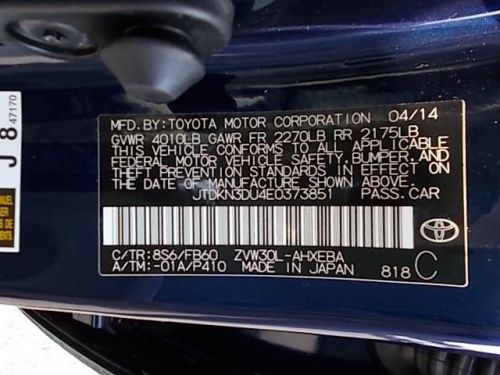 MFD.BY:TOYOTA MOTOR CORPORATION 04/14
GVWR 4010LB GAWR FR 2270LB RR 2175LB
THIS VEHICLE CONFORMS TO ALL APPLICABLE
FEDERAL MOTOR VEHICLE SAFETY, BUMPER, AND
THEFT PREVENTION STANDARDS IN EFFECT ON THE
DATE OF MANUFACTURE SHOWN ABOVE.
JTDKN3DU4E0373851 PASS.CAR
C/TR:8S6/FB60 ZVW30L-AHXEBA
A/TM:-01A/P410 MADE IN JAPAN 818 C
J 8
47170